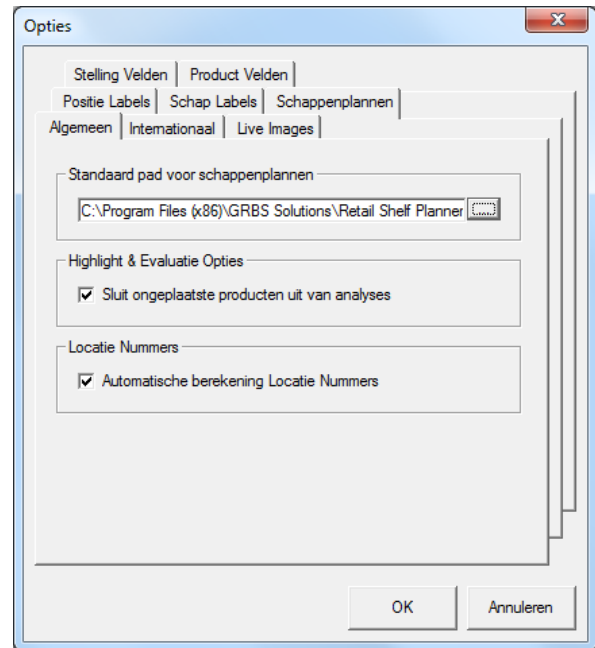 Opties
Stelling Velden Product Velden
Positie Labels Schap Labels Schappenplannen
Algemeen Internationaal Live Images
Standaard pad voor schappenplannen
C:\Program Files (x86)\GRBS Solutions\Retail Shelf Planner
Highlight & Evaluatie Opties
Sluit ongeplaatste producten uit van analyses
Locatie Nummers
Automatische berekening Locatie Nummers
OK Annuleren